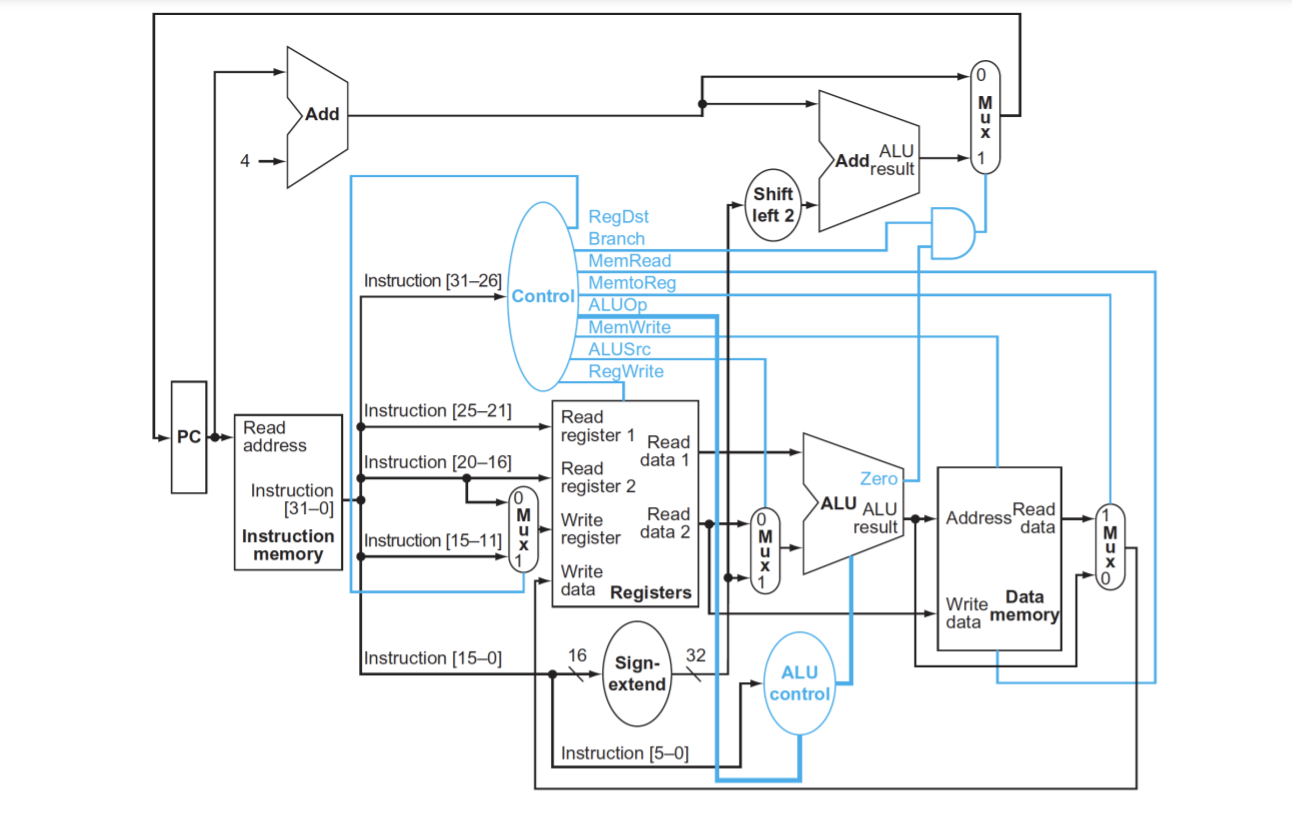 0
M
u
x
1
Add
4
Add
ALU
result
Shift
left 2
RegDst
Branch
MemRead
MemtoReg
ALUOp
MemWrite
ALUSrc
RegWrite
Control
Instruction [31–26]
Instruction [25–21]
Instruction [20–16]
Instruction [15–11]
Instruction [15–0]
Instruction [5–0]
PC
Read
address
Instruction
[31–0]
Instruction
memory
0
M
u
x
1
Read
register 1
Read
register 2
Write
register
Write
data
Read
data 1
Read
data 2
Registers
0
M
u
x
1
Zero
ALU
ALU
result
Address
Read
data
Write
data
Data
memory
1
M
u
x
0
16
Sign-
extend
32
ALU
control